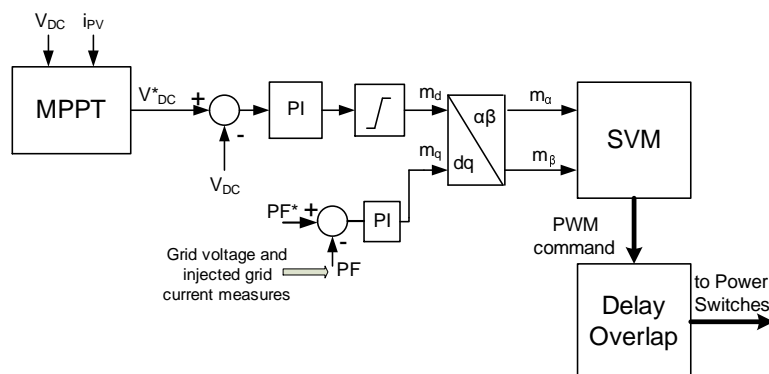 V_DC i_PV
MPPT
V*_DC
+
-
V_DC
PI
m_d
m_q
αβ
dq
m_α
m_β
SVM
PF*
+
-
PI
PF
Grid voltage and
injected grid
current measures
PWM
command
Delay
Overlap
to Power
Switches